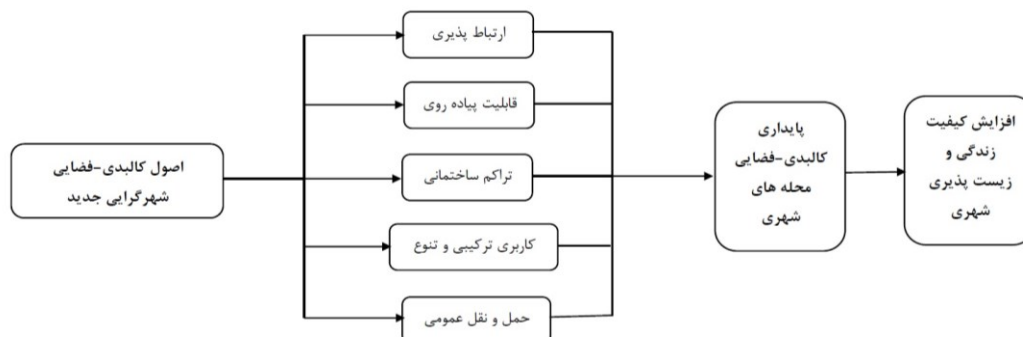 اصول کالبدی-فضایی
شهرگرایی جدید
ارتباط پذیری
قابلیت پیاده روی
تراکم ساختمانی
کاربری ترکیبی و تنوع
حمل و نقل عمومی
پایداری
کالبدی-فضایی
محله های
شهری
افزایش کیفیت
زندگی و
زیست پذیری
شهری